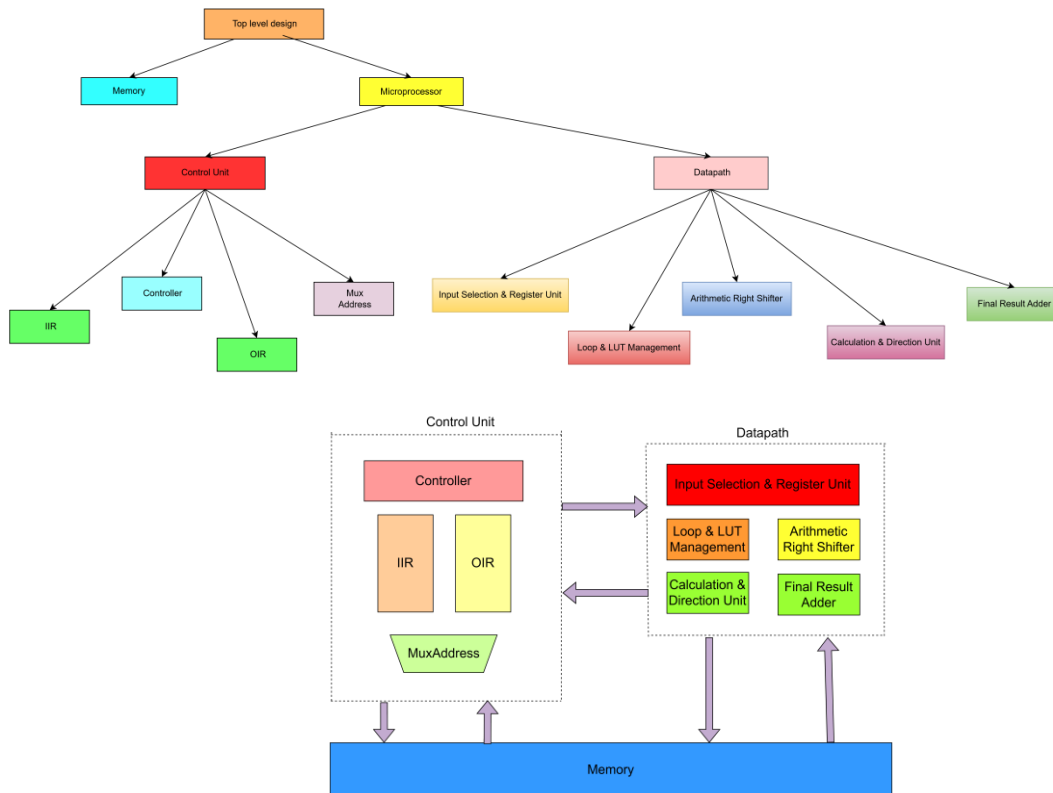 Top level design
Memory
Microprocessor
Control Unit
Datapath
IIR
Controller
OIR
Mux
Address
Input Selection & Register Unit
Loop & LUT Management
Arithmetic Right Shifter
Calculation & Direction Unit
Final Result Adder
Control Unit
Controller
IIR
OIR
MuxAddress
Datapath
Input Selection & Register Unit
Loop & LUT
Management
Arithmetic
Right Shifter
Calculation &
Direction Unit
Final Result
Adder
Memory